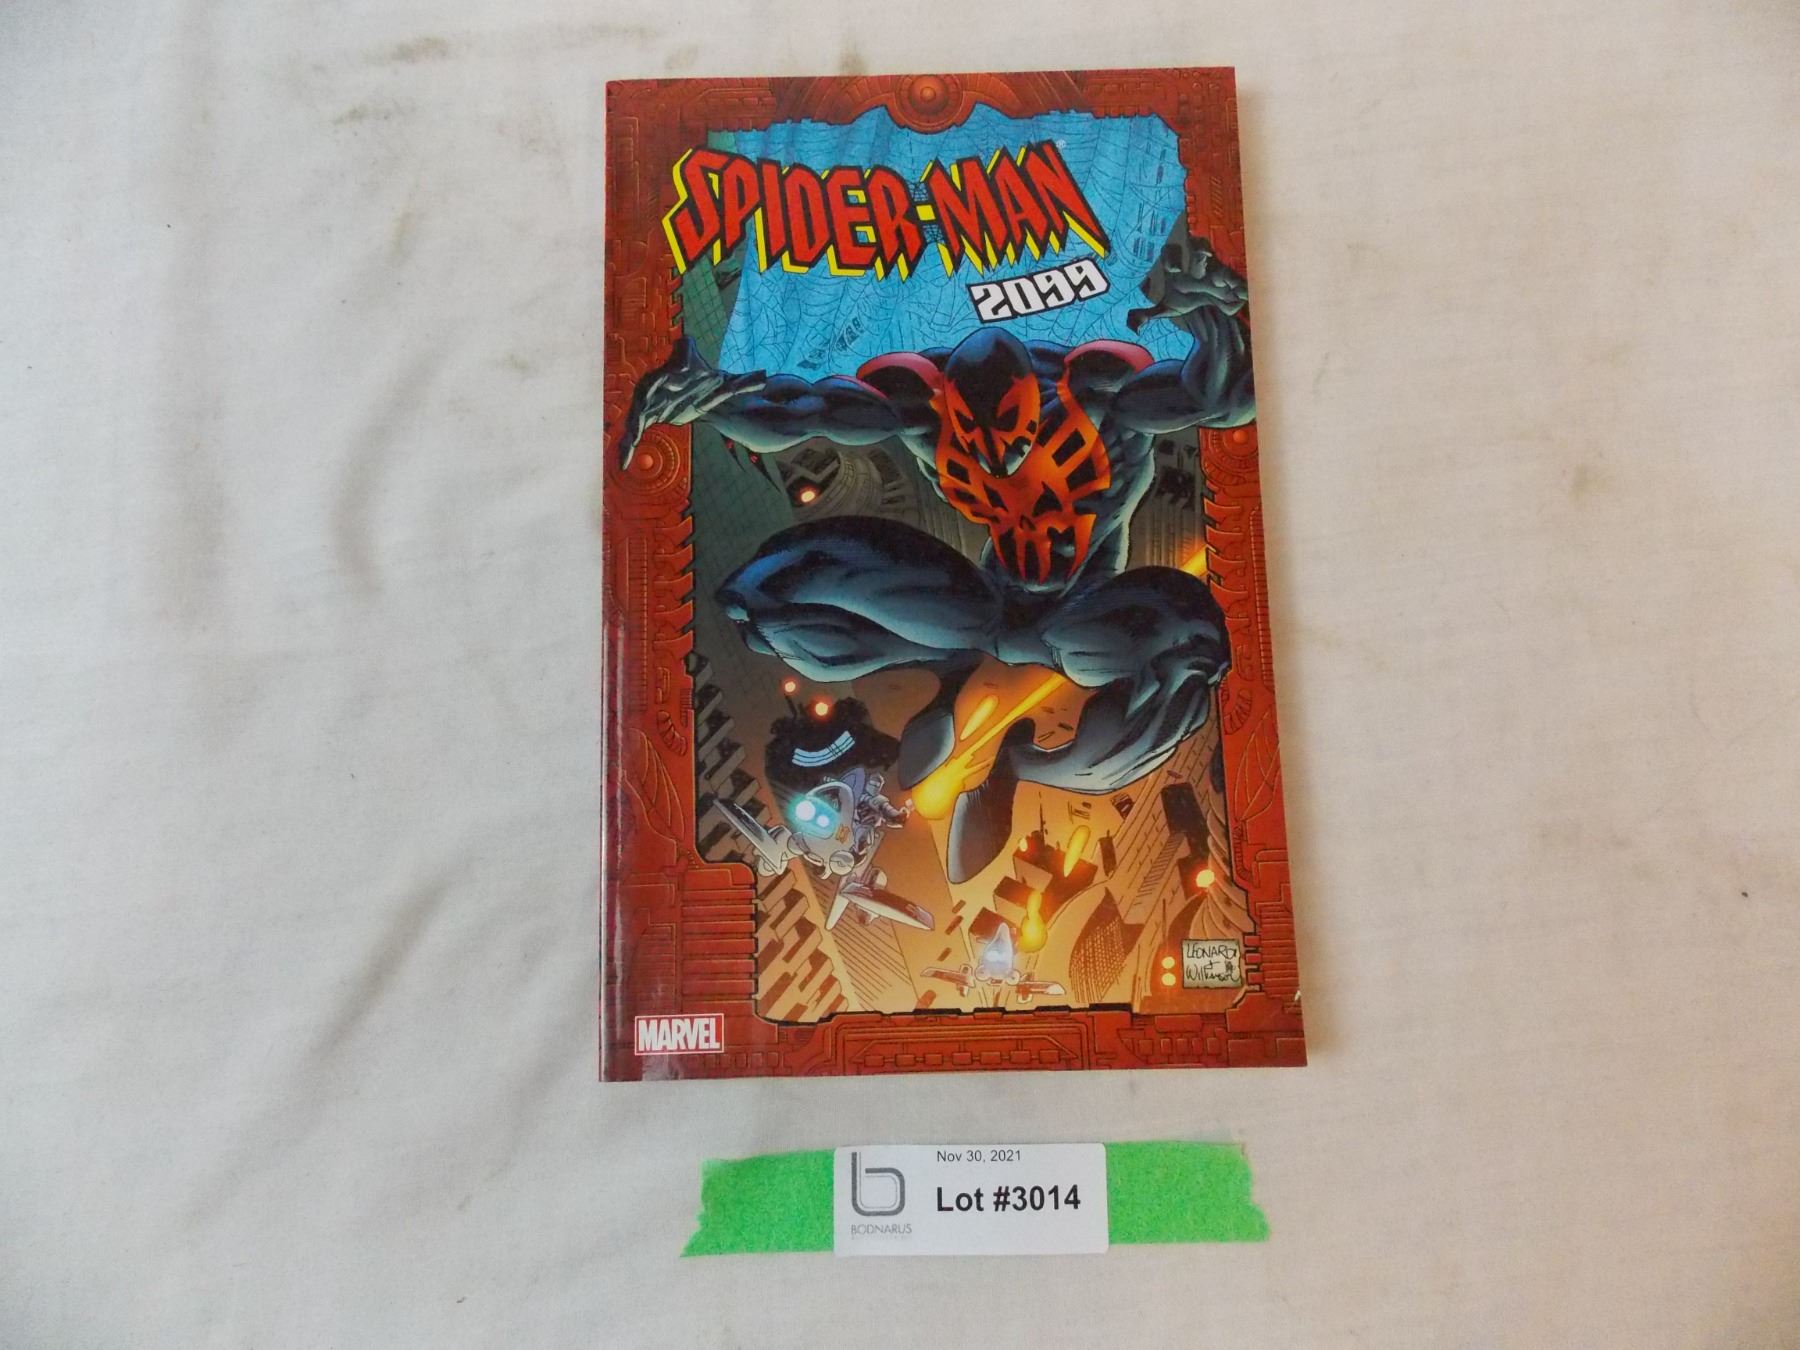 SPIDER-MAN®
2099
LEONARDI
+
Williamson
MARVEL
Nov 30, 2021
Lot #3014
BODNARUS